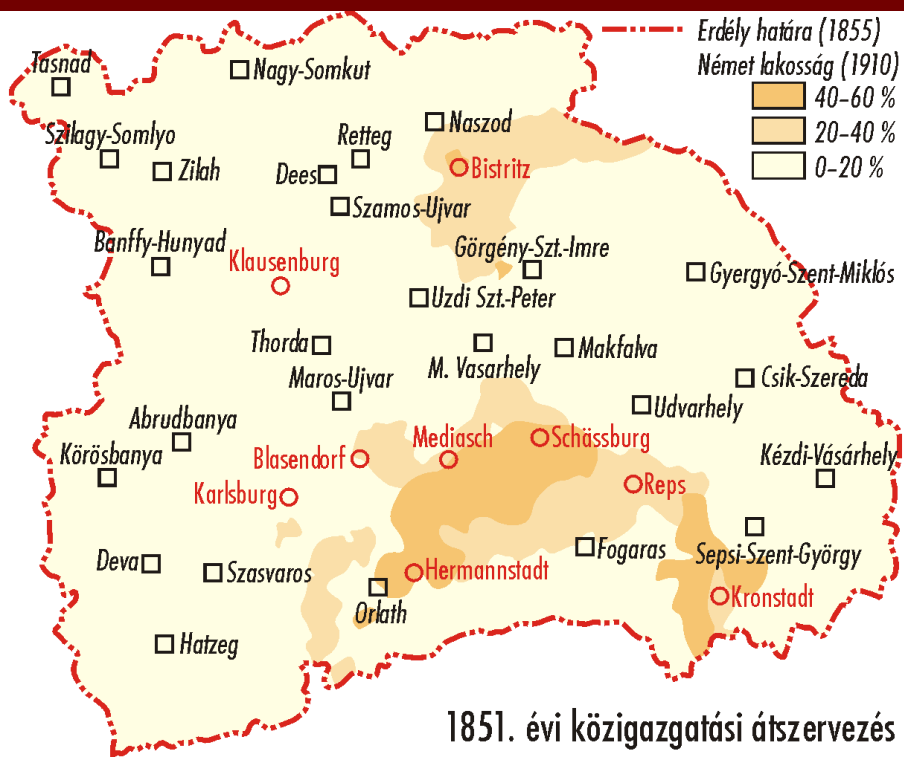 Erdély határa (1855)
Német lakosság (1910)
40–60 %
20–40 %
0–20 %
Tasnad
Nagy-Somkut
Naszod
Szilagy-Somlyo
Retteg
Zilah
Dees
Bistritz
Szamos-Ujvar
Banffy-Hunyad
Klausenburg
Görgény-Szt.-Imre
Gyergyó-Szent-Miklós
Uzdi Szt.-Peter
Thorda
M. Vasarhely
Makfalva
Maros-Ujvar
Csik-Szereda
Abrudbanya
Udvarhely
Körösbanya
Blasendorf
Mediasch
Schässburg
Kézdi-Vásárhely
Karlsburg
Reps
Deva
Szasvaros
Hermannstadt
Fogaras
Sepsi-Szent-György
Orlath
Kronstadt
Hatzeg
1851. évi közigazgatási átszervezés